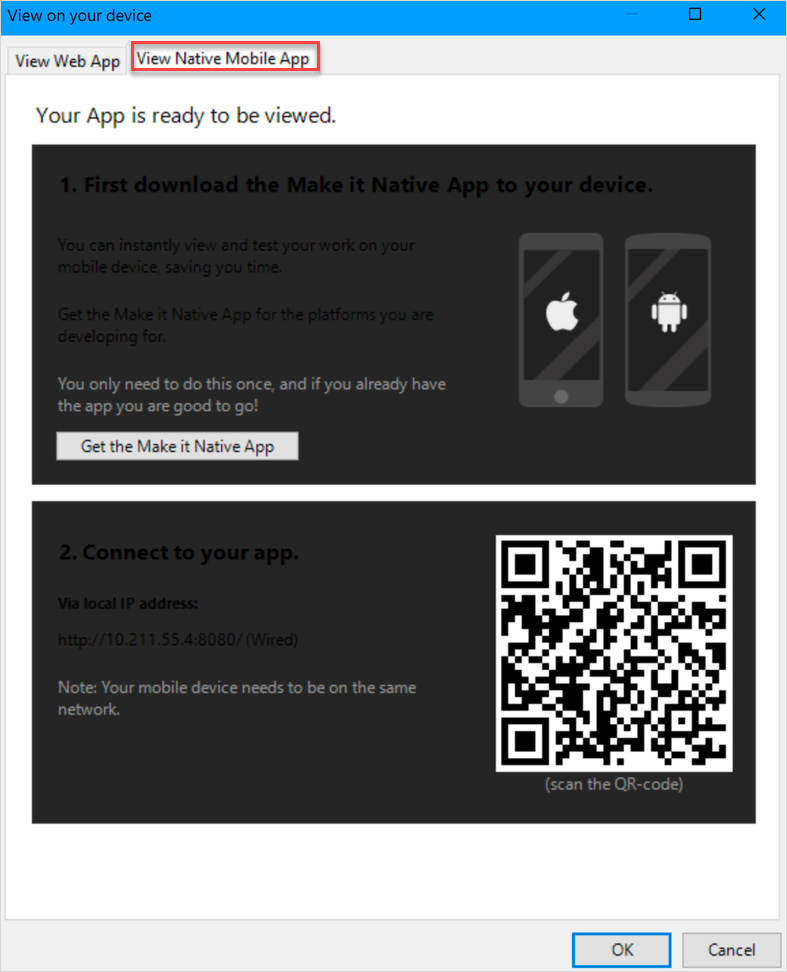 View on your device
View Web App
View Native Mobile App
Your App is ready to be viewed.
1. First download the Make it Native App to your device.
You can instantly view and test your work on your
mobile device, saving you time.
Get the Make it Native App for the platforms you are
developing for.
You only need to do this once, and if you already have
the app you are good to go!
Get the Make it Native App
2. Connect to your app.
Via local IP address:
http://10.211.55.4:8080/ (Wired)
Note: Your mobile device needs to be on the same
network.
(scan the QR-code)
OK
Cancel